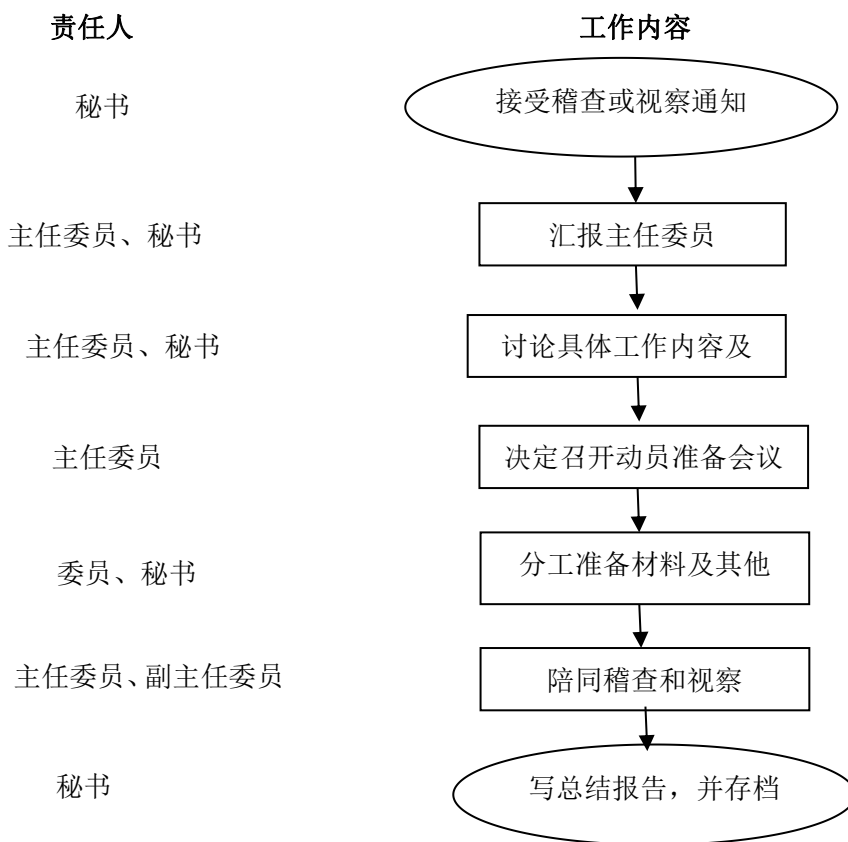 责任人 工作内容
秘书 接受稽查或视察通知
主任委员、秘书 汇报主任委员
主任委员、秘书 讨论具体工作内容及
主任委员 决定召开动员准备会议
委员、秘书 分工准备材料及其他
主任委员、副主任委员 陪同稽查和视察
秘书 写总结报告，并存档